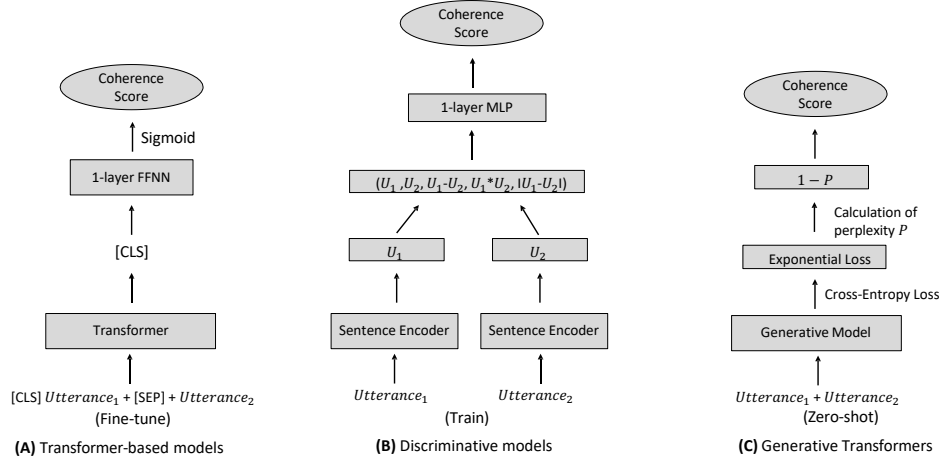 Coherence
Score
Sigmoid
1-layer FFNN
[CLS]
Transformer
[CLS] Utterance₁ + [SEP] + Utterance₂
(Fine-tune)
(A) Transformer-based models
Coherence
Score
1-layer MLP
(U₁ ,U₂, U₁-U₂, U₁*U₂, |U₁-U₂|)
U₁
U₂
Sentence Encoder
Sentence Encoder
Utterance₁
Utterance₂
(Train)
(B) Discriminative models
Coherence
Score
1 − P
Calculation of
perplexity P
Exponential Loss
Cross-Entropy Loss
Generative Model
Utterance₁ + Utterance₂
(Zero-shot)
(C) Generative Transformers